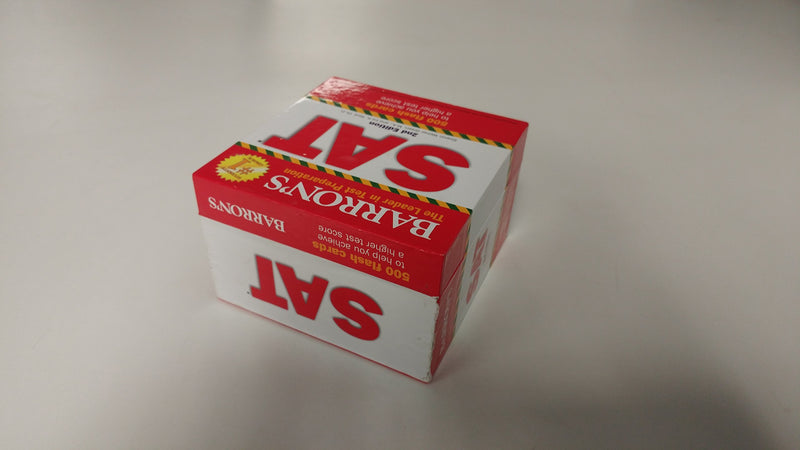 BARRON'S
The Leader in Test Preparation
SAT
2nd Edition
500 flash cards
to help you achieve
a higher test score
BARRON'S
500 flash cards
to help you achieve
a higher test score
SAT